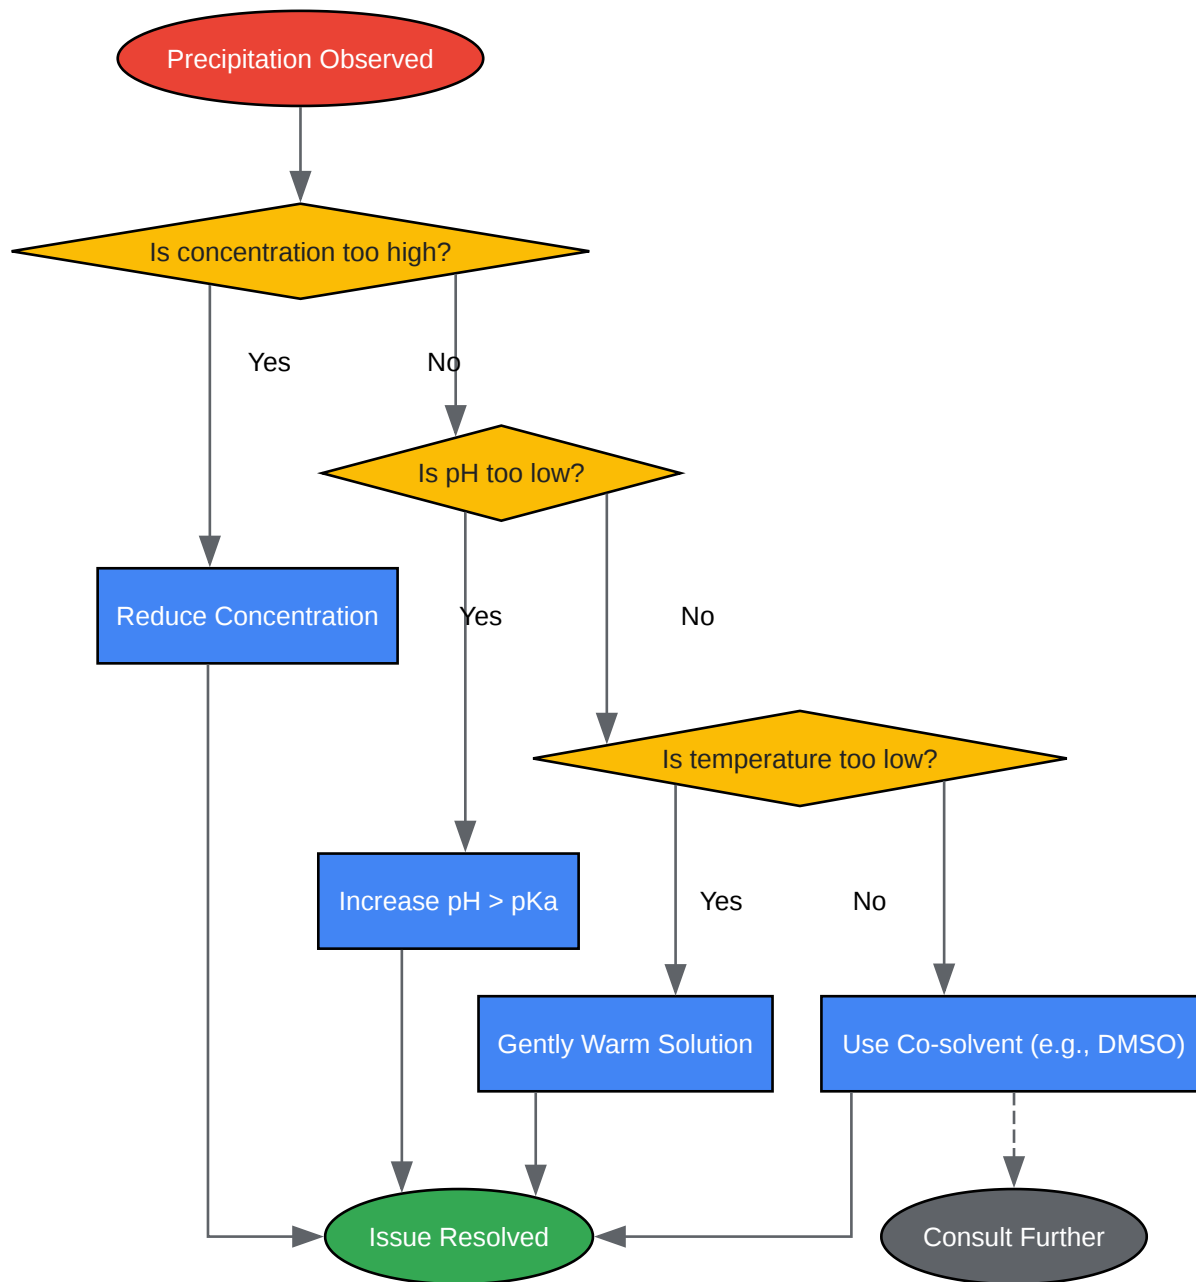 Precipitation Observed
Is concentration too high?
Yes
No
Is pH too low?
Reduce Concentration
Yes
No
Is temperature too low?
Increase pH > pKa
Yes
No
Gently Warm Solution
Use Co-solvent (e.g., DMSO)
Issue Resolved
Consult Further